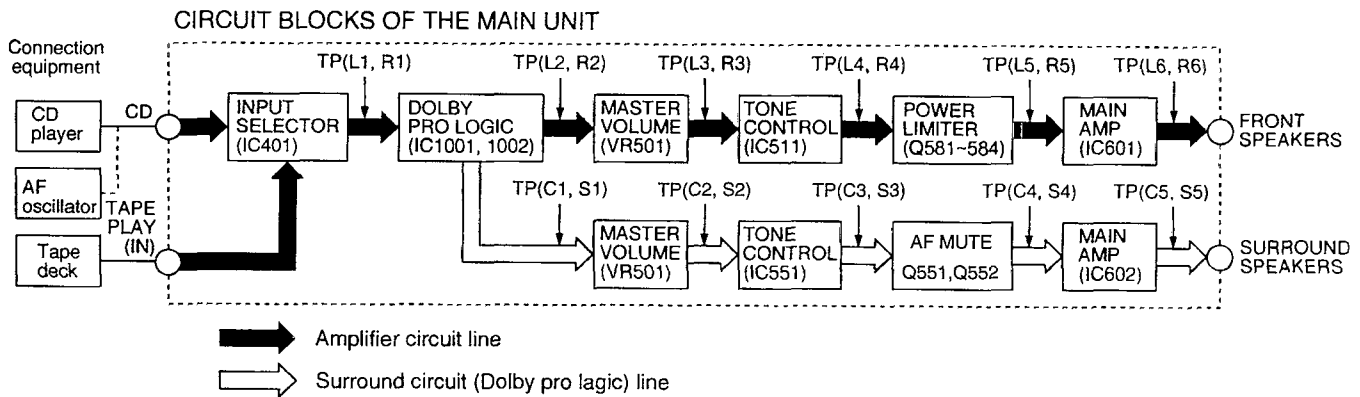 CIRCUIT BLOCKS OF THE MAIN UNIT
Connection
equipment
CD
player
CD
AF
oscillator
TAPE
PLAY
(IN)
Tape
deck
INPUT
SELECTOR
(IC401)
TP(L1, R1)
DOLBY
PRO LOGIC
(IC1001, 1002)
TP(L2, R2)
MASTER
VOLUME
(VR501)
TP(L3, R3)
TONE
CONTROL
(IC511)
TP(L4, R4)
POWER
LIMITER
(Q581~584)
TP(L5, R5)
MAIN
AMP
(IC601)
TP(L6, R6)
FRONT
SPEAKERS
TP(C1, S1)
MASTER
VOLUME
(VR501)
TP(C2, S2)
TONE
CONTROL
(IC551)
TP(C3, S3)
AF MUTE
Q551,Q552
TP(C4, S4)
MAIN
AMP
(IC602)
TP(C5, S5)
SURROUND
SPEAKERS
Amplifier circuit line
Surround circuit (Dolby pro lagic) line